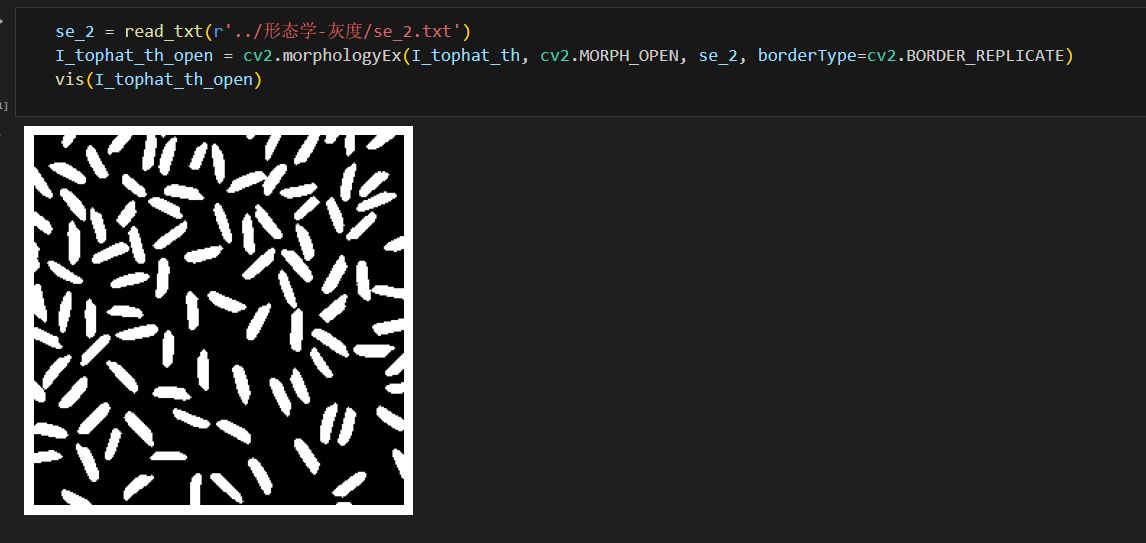 se_2 = read_txt(r'../形态学-灰度/se_2.txt')
I_tophat_th_open = cv2.morphologyEx(I_tophat_th, cv2.MORPH_OPEN, se_2, borderType=cv2.BORDER_REPLICATE)
vis(I_tophat_th_open)